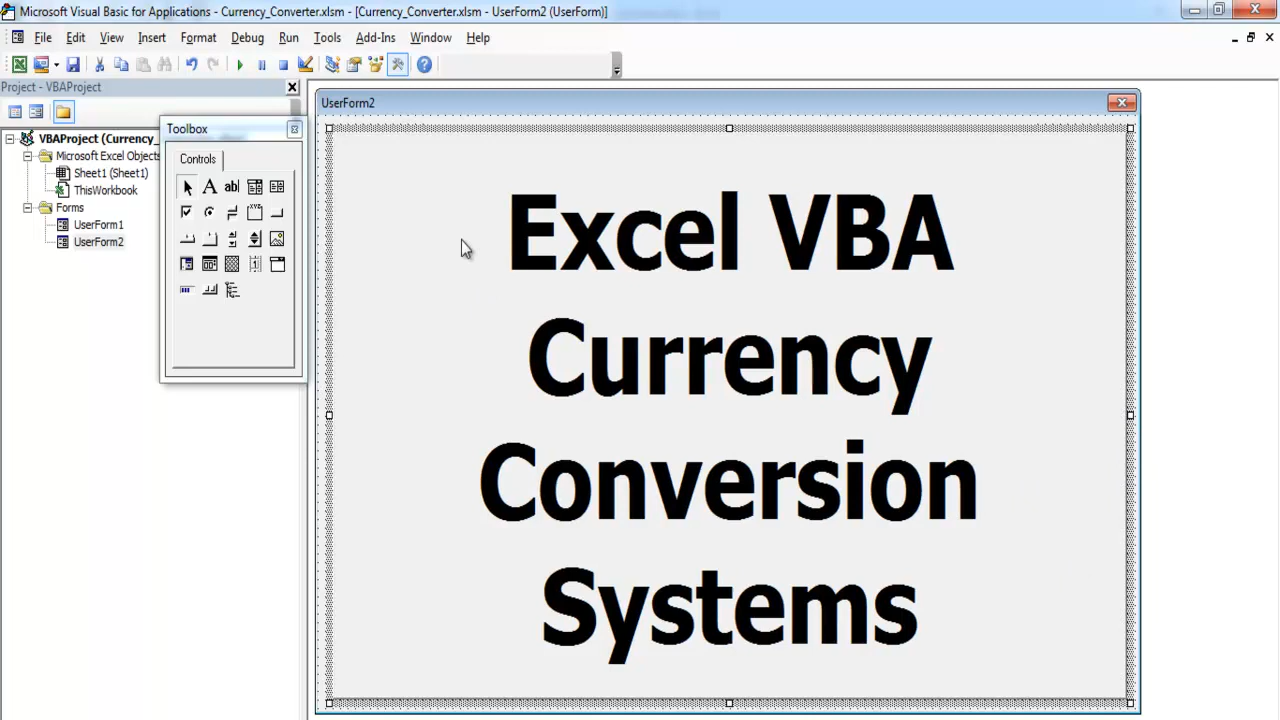 Microsoft Visual Basic for Applications - Currency_Converter.xlsm - [Currency_Converter.xlsm - UserForm2 (UserForm)]
File Edit View Insert Format Debug Run Tools Add-Ins Window Help
Project - VBAProject
VBAProject (Currency_
Microsoft Excel Objects
Sheet1 (Sheet1)
ThisWorkbook
Forms
UserForm1
UserForm2
Toolbox
Controls
A abl
UserForm2
Excel VBA
Currency
Conversion
Systems